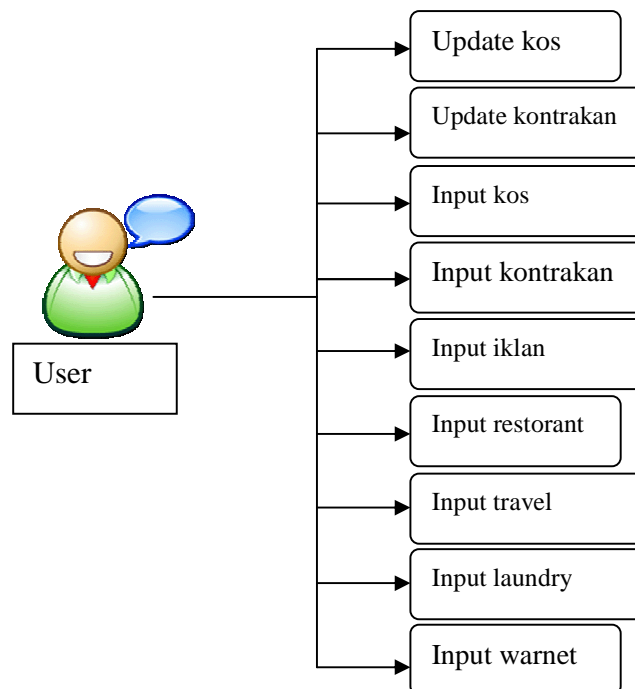 Update kos
Update kontrakan
Input kos
Input kontrakan
Input iklan
User
Input restorant
Input travel
Input laundry
Input warnet